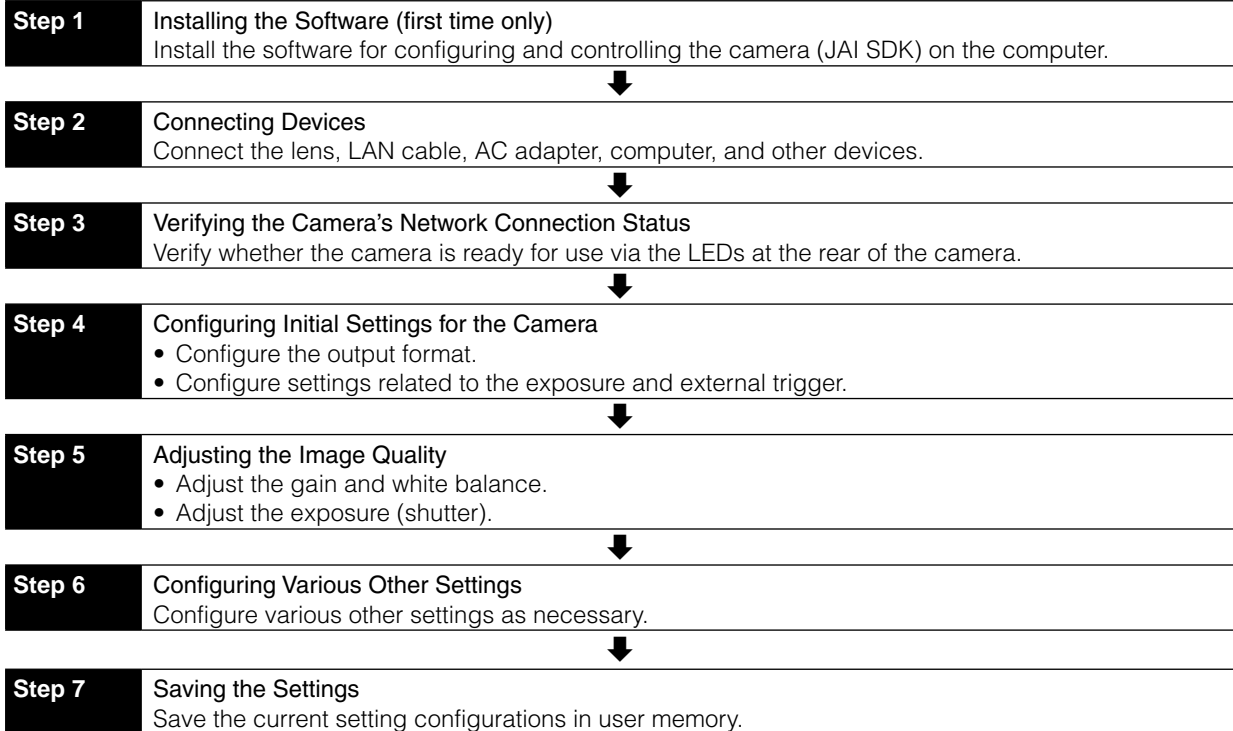 Step 1
Installing the Software (first time only)
Install the software for configuring and controlling the camera (JAI SDK) on the computer.
Step 2
Connecting Devices
Connect the lens, LAN cable, AC adapter, computer, and other devices.
Step 3
Verifying the Camera’s Network Connection Status
Verify whether the camera is ready for use via the LEDs at the rear of the camera.
Step 4
Configuring Initial Settings for the Camera
• Configure the output format.
• Configure settings related to the exposure and external trigger.
Step 5
Adjusting the Image Quality
• Adjust the gain and white balance.
• Adjust the exposure (shutter).
Step 6
Configuring Various Other Settings
Configure various other settings as necessary.
Step 7
Saving the Settings
Save the current setting configurations in user memory.